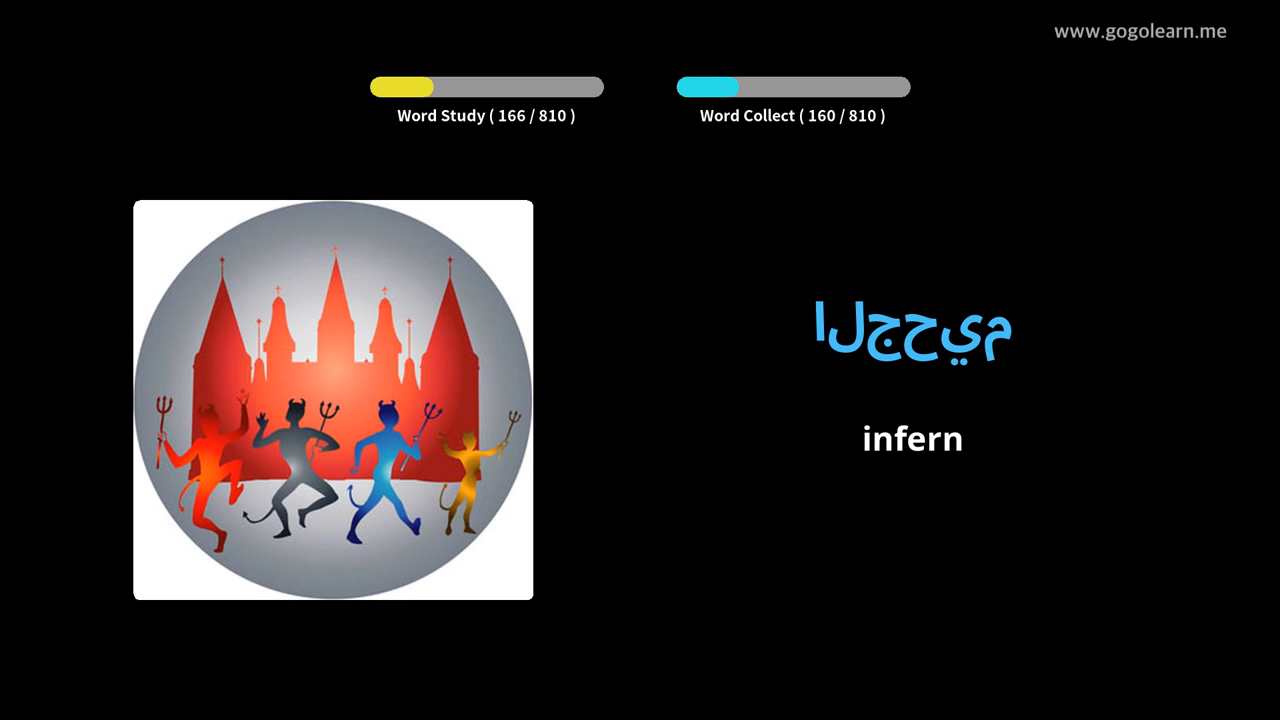 www.gogolearn.me
Word Study ( 166 / 810 )
Word Collect ( 160 / 810 )
الجحيم
infern